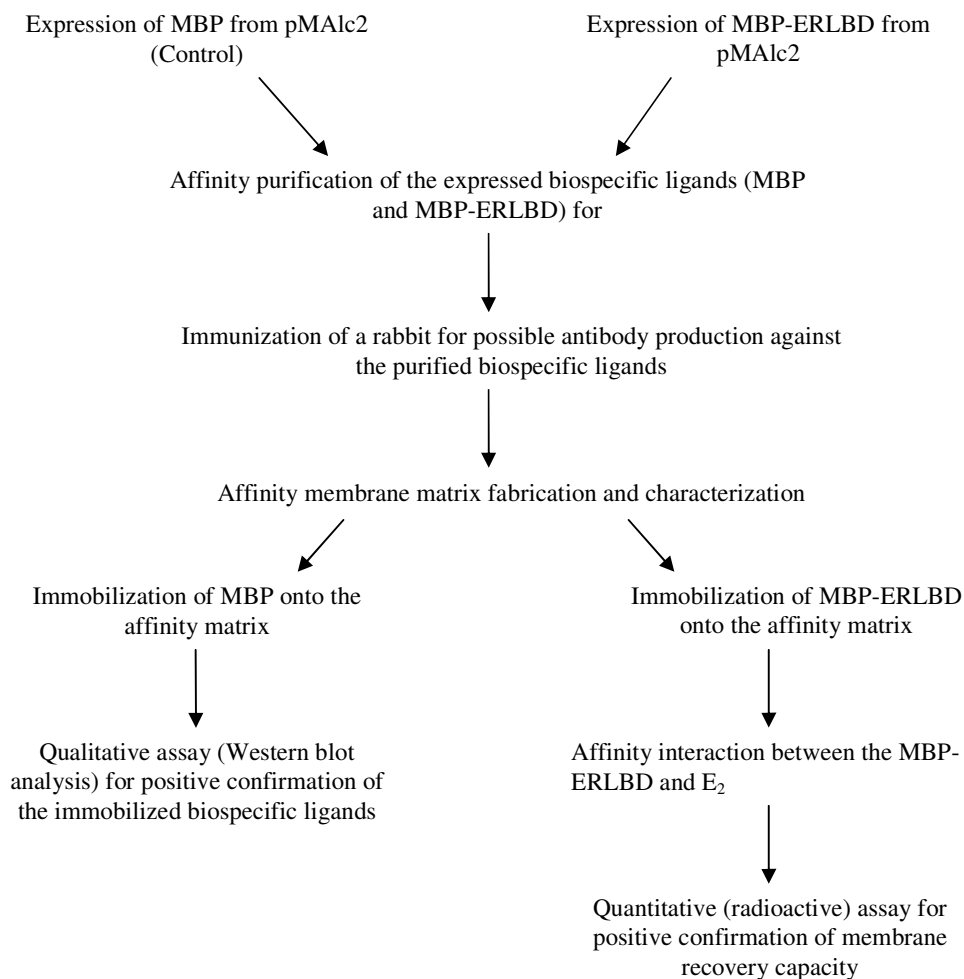 Expression of MBP from pMAlc2
(Control)
Expression of MBP-ERLBD from
pMAlc2
Affinity purification of the expressed biospecific ligands (MBP
and MBP-ERLBD) for
Immunization of a rabbit for possible antibody production against
the purified biospecific ligands
Affinity membrane matrix fabrication and characterization
Immobilization of MBP onto the
affinity matrix
Immobilization of MBP-ERLBD
onto the affinity matrix
Qualitative assay (Western blot
analysis) for positive confirmation of
the immobilized biospecific ligands
Affinity interaction between the MBP-
ERLBD and E₂
Quantitative (radioactive) assay for
positive confirmation of membrane
recovery capacity